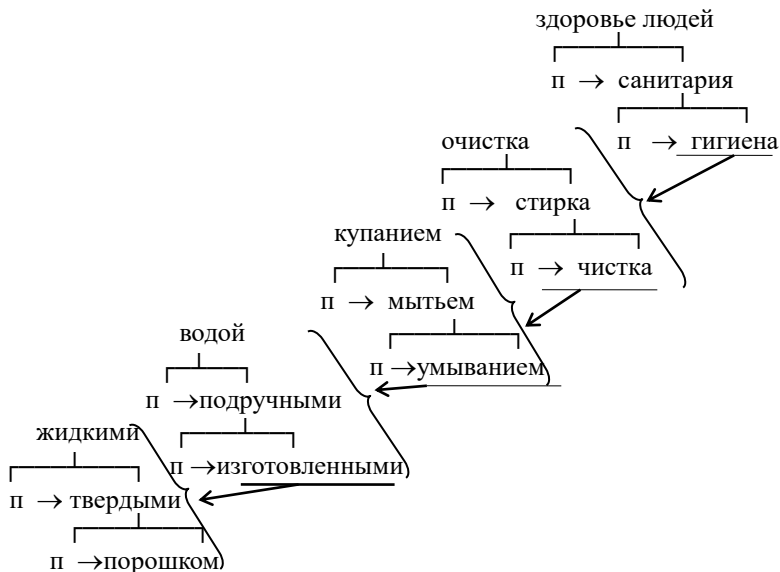 здоровье людей
п → санитария
п → гигиена
очистка
п → стирка
п → чистка
купанием
п → мытьем
п →умыванием
водой
п →подручными
п →изготовленными
жидкими
п → твердыми
п →порошком